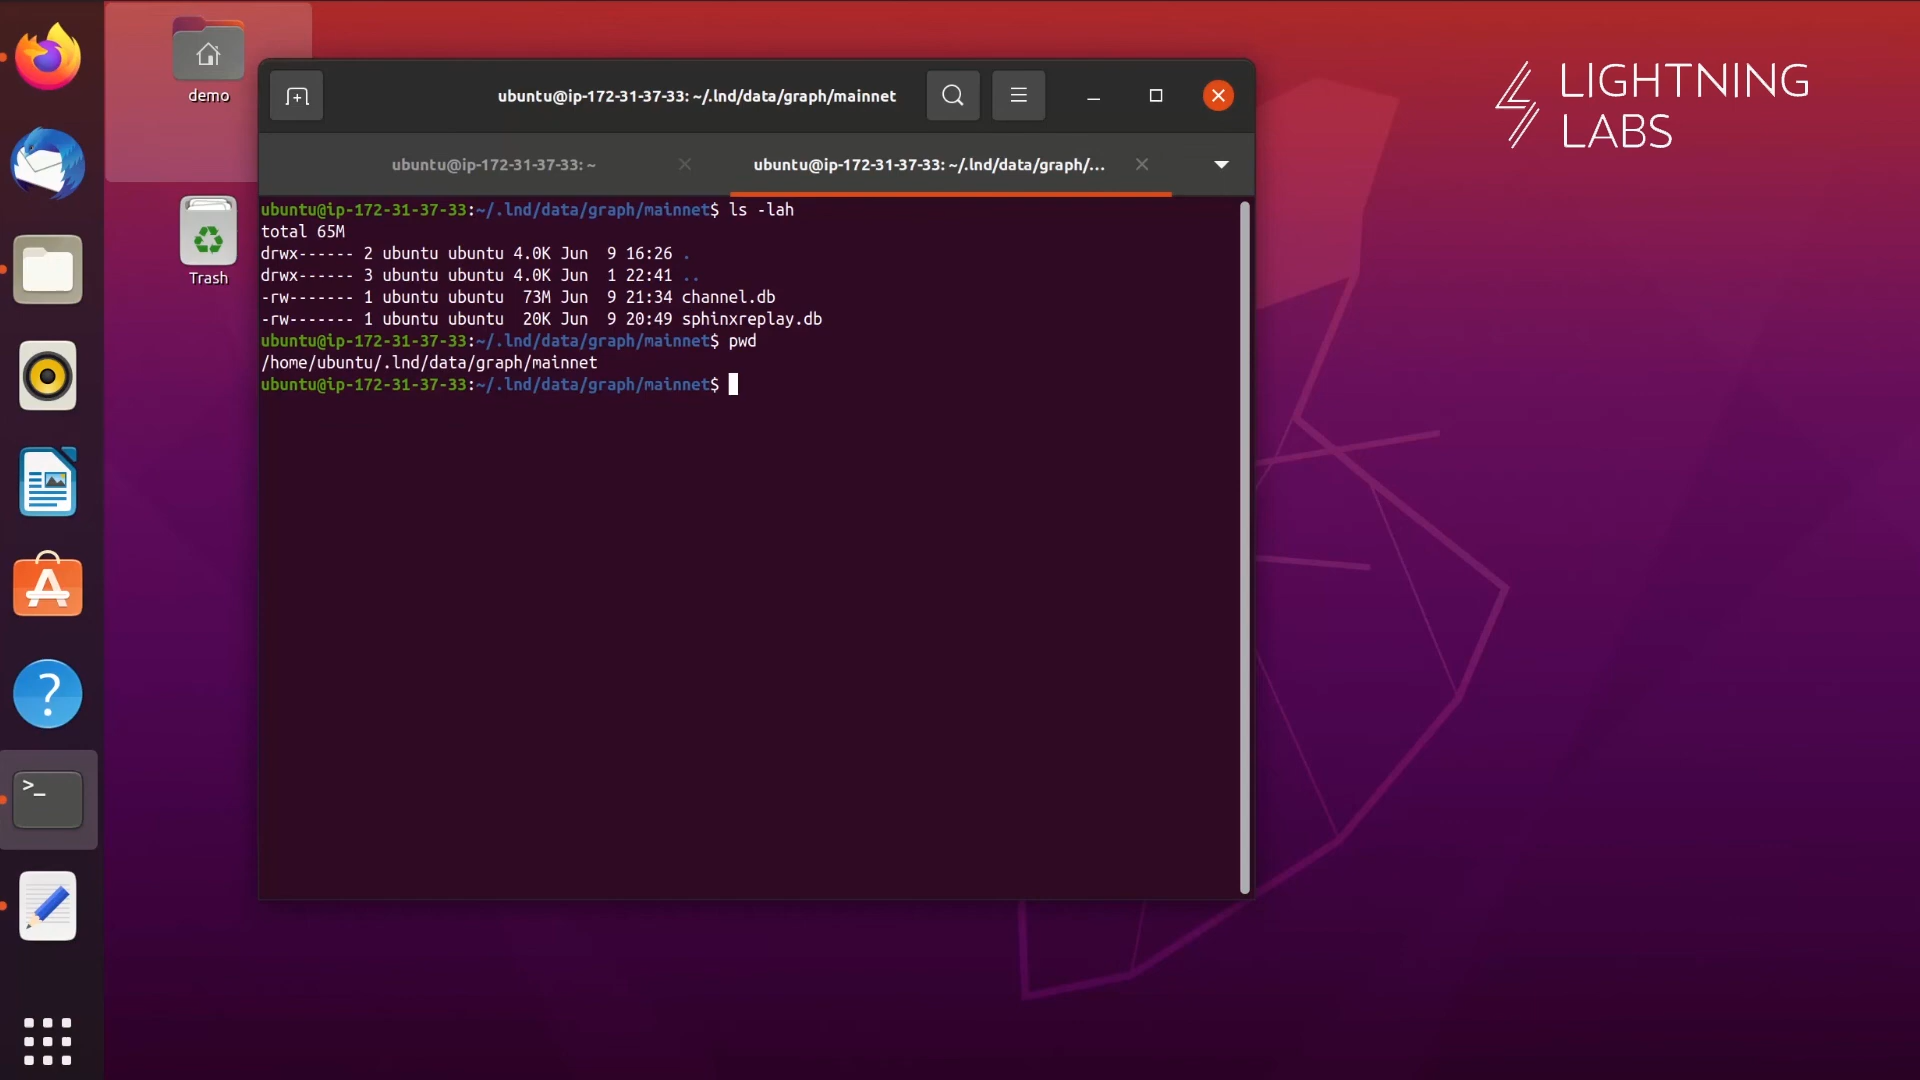 demo
Trash
ubuntu@ip-172-31-37-33: ~/.lnd/data/graph/mainnet
ubuntu@ip-172-31-37-33: ~
ubuntu@ip-172-31-37-33: ~/.lnd/data/graph/...
ubuntu@ip-172-31-37-33:~/.lnd/data/graph/mainnet$ ls -lah
total 65M
drwx------ 2 ubuntu ubuntu 4.0K Jun  9 16:26 .
drwx------ 3 ubuntu ubuntu 4.0K Jun  1 22:41 ..
-rw------- 1 ubuntu ubuntu  73M Jun  9 21:34 channel.db
-rw------- 1 ubuntu ubuntu  20K Jun  9 20:49 sphinxreplay.db
ubuntu@ip-172-31-37-33:~/.lnd/data/graph/mainnet$ pwd
/home/ubuntu/.lnd/data/graph/mainnet
ubuntu@ip-172-31-37-33:~/.lnd/data/graph/mainnet$
LIGHTNING
LABS